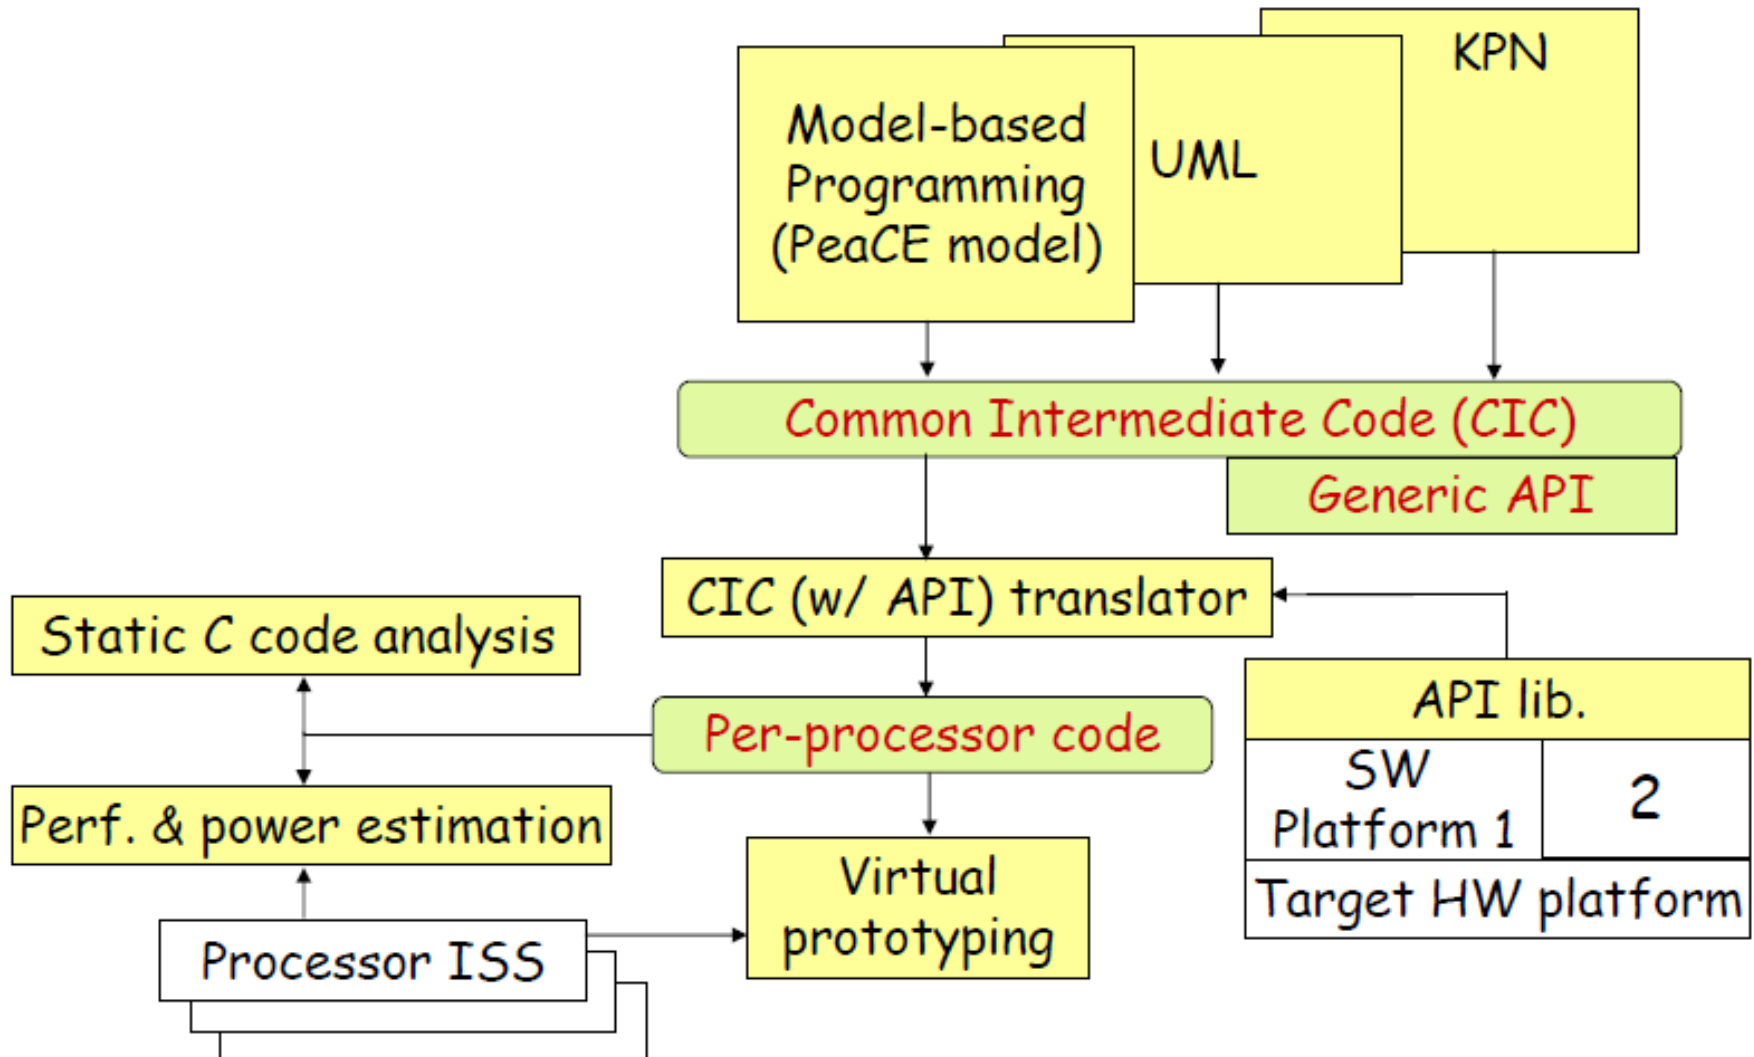 KPN
Model-based
Programming
(PeaCE model)
UML
Common Intermediate Code (CIC)
Generic API
CIC (w/ API) translator
Static C code analysis
Per-processor code
API lib.
SW
Platform 1
2
Target HW platform
Perf. & power estimation
Virtual
prototyping
Processor ISS